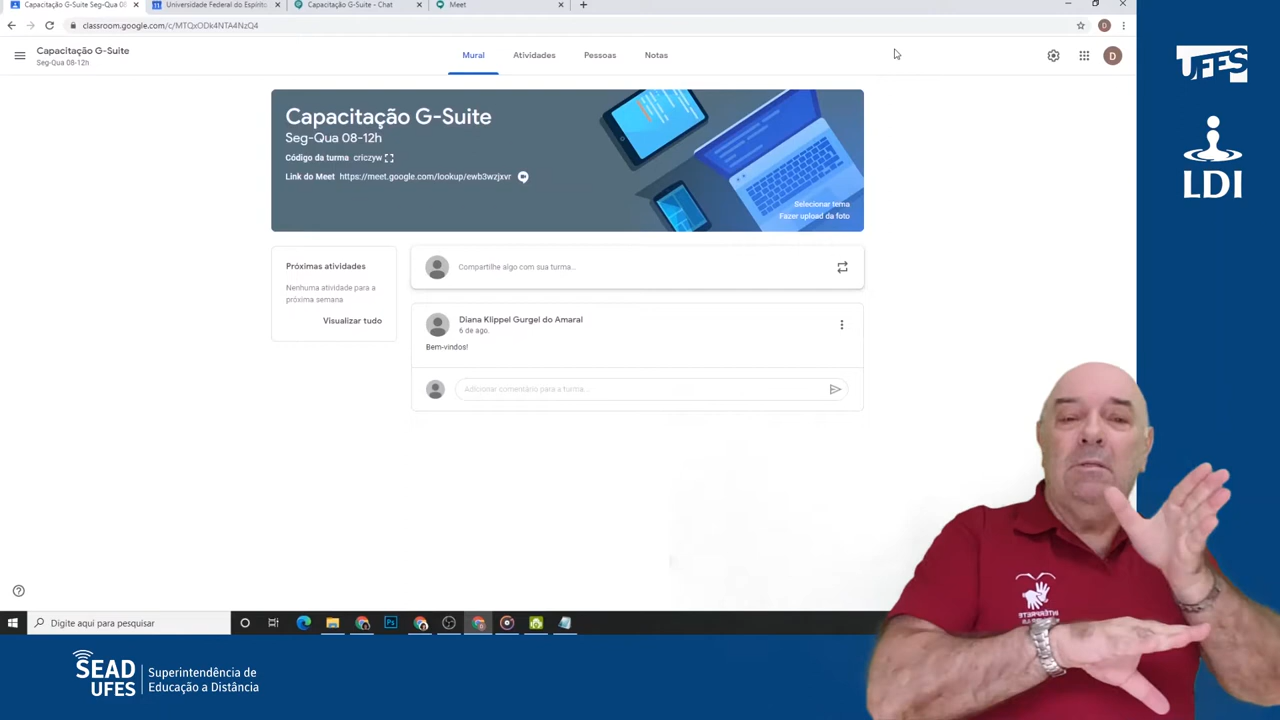 Capacitação G-Suite Seg-Qua 08
Universidade Federal do Espírit
Capacitação G-Suite - Chat
Meet
classroom.google.com/c/MTQxODk4NTA4NzQ4
D
Capacitação G-Suite
Seg-Qua 08-12h
Mural
Atividades
Pessoas
Notas
D
UFES
LDI
Capacitação G-Suite
Seg-Qua 08-12h
Código da turma criczyw
Link do Meet https://meet.google.com/lookup/ewb3wzjxvr
Selecionar tema
Fazer upload da foto
Próximas atividades
Nenhuma atividade para a
próxima semana
Visualizar tudo
Compartilhe algo com sua turma...
Diana Klippel Gurgel do Amaral
6 de ago.
Bem-vindos!
Adicionar comentário para a turma...
INTÉRPRETE
Digite aqui para pesquisar
Ps
SEAD
UFES
Superintendência de
Educação a Distância